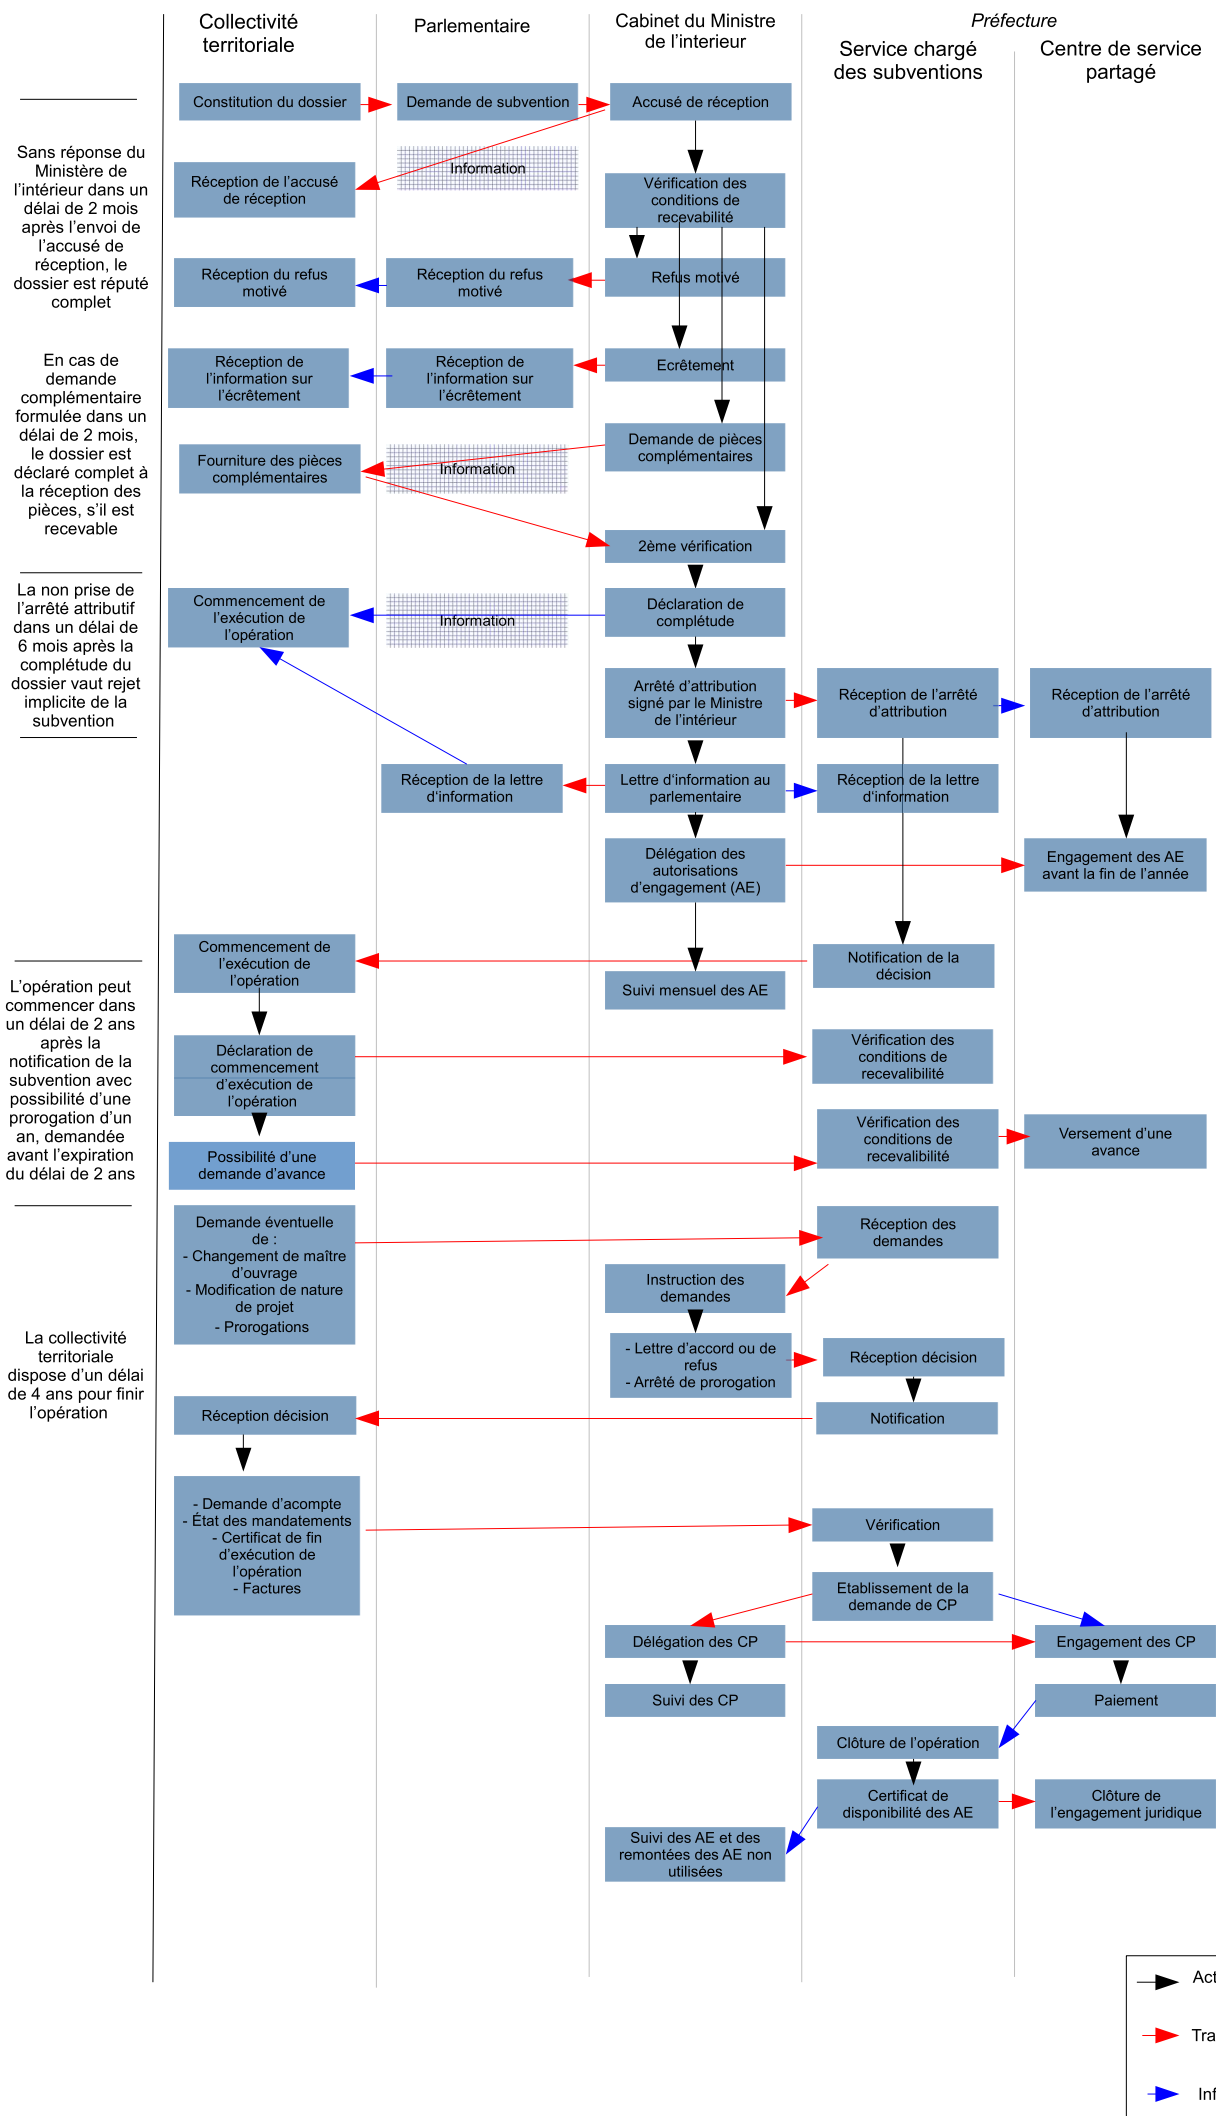 Collectivité
territoriale
Parlementaire
Cabinet du Ministre
de l'interieur
Préfecture
Service chargé
des subventions
Centre de service
partagé
Constitution du dossier
Demande de subvention
Accusé de réception
Sans réponse du
Ministère de
l'intérieur dans un
délai de 2 mois
après l'envoi de
l'accusé de
réception, le
dossier est réputé
complet
Réception de l'accusé
de réception
Information
Vérification des
conditions de
recevabilité
Réception du refus
motivé
Réception du refus
motivé
Refus motivé
En cas de
demande
complémentaire
formulée dans un
délai de 2 mois,
le dossier est
déclaré complet à
la réception des
pièces, s'il est
recevable
Réception de
l'information sur
l'écrêtement
Réception de
l'information sur
l'écrêtement
Ecrêtement
Fourniture des pièces
complémentaires
Information
Demande de pièces
complémentaires
2ème vérification
La non prise de
l'arrêté attributif
dans un délai de
6 mois après la
complétude du
dossier vaut rejet
implicite de la
subvention
Commencement de
l'exécution de
l'opération
Information
Déclaration de
complétude
Arrêté d'attribution
signé par le Ministre
de l'intérieur
Réception de l'arrêté
d'attribution
Réception de l'arrêté
d'attribution
Réception de la lettre
d'information
Lettre d'information au
parlementaire
Réception de la lettre
d'information
Délégation des
autorisations
d'engagement (AE)
Engagement des AE
avant la fin de l'année
Commencement de
l'exécution de
l'opération
Notification de la
décision
Suivi mensuel des AE
L'opération peut
commencer dans
un délai de 2 ans
après la
notification de la
subvention avec
possibilité d'une
prorogation d'un
an, demandée
avant l'expiration
du délai de 2 ans
Déclaration de
commencement
d'exécution de
l'opération
Vérification des
conditions de
recevalibilité
Possibilité d'une
demande d'avance
Vérification des
conditions de
recevalibilité
Versement d'une
avance
Demande éventuelle
de :
- Changement de maître
d'ouvrage
- Modification de nature
de projet
- Prorogations
Réception des
demandes
Instruction des
demandes
La collectivité
territoriale
dispose d'un délai
de 4 ans pour finir
l'opération
- Lettre d'accord ou de
refus
- Arrêté de prorogation
Réception décision
Réception décision
Notification
- Demande d'acompte
- État des mandatements
- Certificat de fin
d'exécution de
l'opération
- Factures
Vérification
Etablissement de la
demande de CP
Délégation des CP
Engagement des CP
Suivi des CP
Paiement
Clôture de l'opération
Certificat de
disponibilité des AE
Clôture de
l'engagement juridique
Suivi des AE et des
remontées des AE non
utilisées